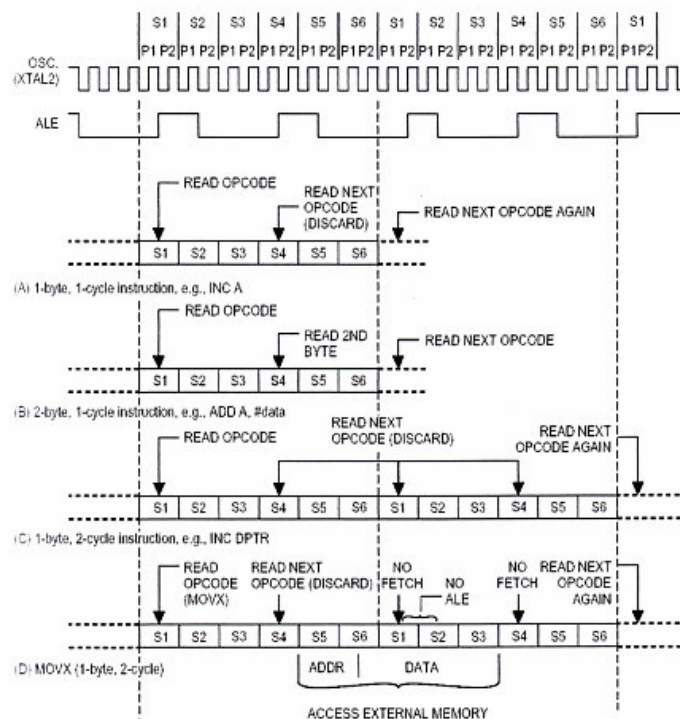 S1 S2 S3 S4 S5 S6 S1 S2 S3 S4 S5 S6 S1
P1 P2 P1 P2 P1 P2 P1 P2 P1 P2 P1 P2 P1 P2 P1 P2 P1 P2 P1 P2 P1 P2 P1 P2 P1P2
OSC.
(XTAL2)
ALE
READ OPCODE
READ NEXT
OPCODE
(DISCARD)
READ NEXT OPCODE AGAIN
S1 S2 S3 S4 S5 S6
(A) 1-byte, 1-cycle instruction, e.g., INC A
READ OPCODE
READ 2ND
BYTE
READ NEXT OPCODE
S1 S2 S3 S4 S5 S6
(B) 2-byte, 1-cycle instruction, e.g., ADD A, #data
READ OPCODE
READ NEXT
OPCODE (DISCARD)
READ NEXT
OPCODE AGAIN
S1 S2 S3 S4 S5 S6 S1 S2 S3 S4 S5 S6
(C) 1-byte, 2-cycle instruction, e.g., INC DPTR
READ
OPCODE
(MOVX)
READ NEXT
OPCODE (DISCARD)
NO
FETCH
NO
ALE
NO
FETCH
READ NEXT
OPCODE
AGAIN
S1 S2 S3 S4 S5 S6 S1 S2 S3 S4 S5 S6
(D) MOVX (1-byte, 2-cycle)
ADDR DATA
ACCESS EXTERNAL MEMORY